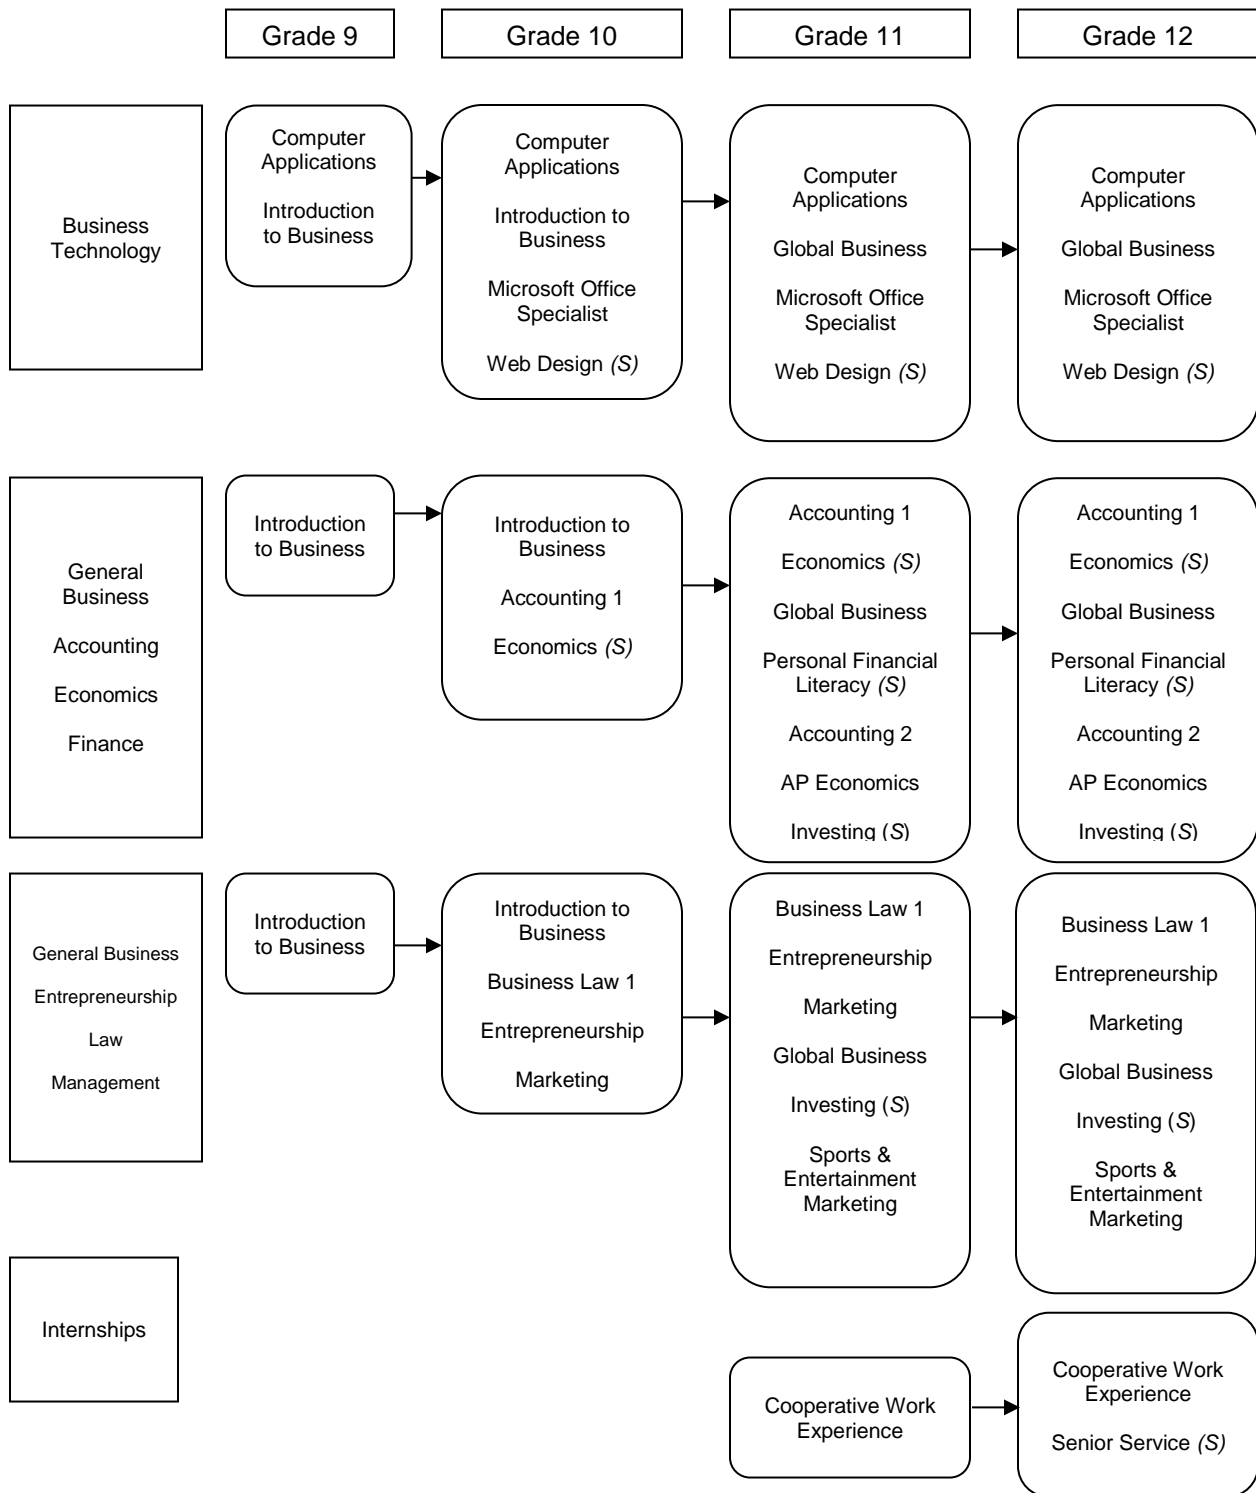 Grade 9
Grade 10
Grade 11
Grade 12
Business
Technology
Computer
Applications
Introduction
to Business
Computer
Applications
Introduction to
Business
Microsoft Office
Specialist
Web Design (S)
Computer
Applications
Global Business
Microsoft Office
Specialist
Web Design (S)
Computer
Applications
Global Business
Microsoft Office
Specialist
Web Design (S)
General
Business
Accounting
Economics
Finance
Introduction
to Business
Introduction to
Business
Accounting 1
Economics (S)
Accounting 1
Economics (S)
Global Business
Personal Financial
Literacy (S)
Accounting 2
AP Economics
Investing (S)
Accounting 1
Economics (S)
Global Business
Personal Financial
Literacy (S)
Accounting 2
AP Economics
Investing (S)
General Business
Entrepreneurship
Law
Management
Introduction
to Business
Introduction to
Business
Business Law 1
Entrepreneurship
Marketing
Business Law 1
Entrepreneurship
Marketing
Global Business
Investing (S)
Sports &
Entertainment
Marketing
Business Law 1
Entrepreneurship
Marketing
Global Business
Investing (S)
Sports &
Entertainment
Marketing
Internships
Cooperative Work
Experience
Cooperative Work
Experience
Senior Service (S)